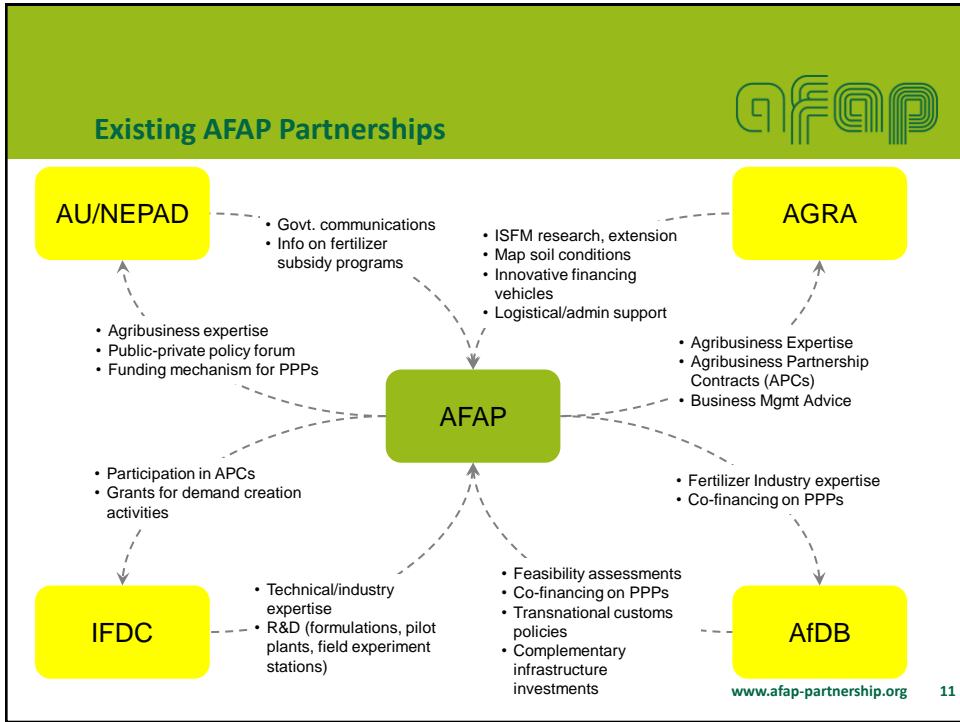 Existing AFAP Partnerships
afap
AU/NEPAD
• Govt. communications
• Info on fertilizer
subsidy programs
• ISFM research, extension
• Map soil conditions
• Innovative financing
vehicles
• Logistical/admin support
AGRA
• Agribusiness expertise
• Public-private policy forum
• Funding mechanism for PPPs
AFAP
• Agribusiness Expertise
• Agribusiness Partnership
Contracts (APCs)
• Business Mgmt Advice
• Participation in APCs
• Grants for demand creation
activities
• Fertilizer Industry expertise
• Co-financing on PPPs
IFDC
• Technical/industry
expertise
• R&D (formulations, pilot
plants, field experiment
stations)
• Feasibility assessments
• Co-financing on PPPs
• Transnational customs
policies
• Complementary
infrastructure
investments
AfDB
www.afap-partnership.org 11